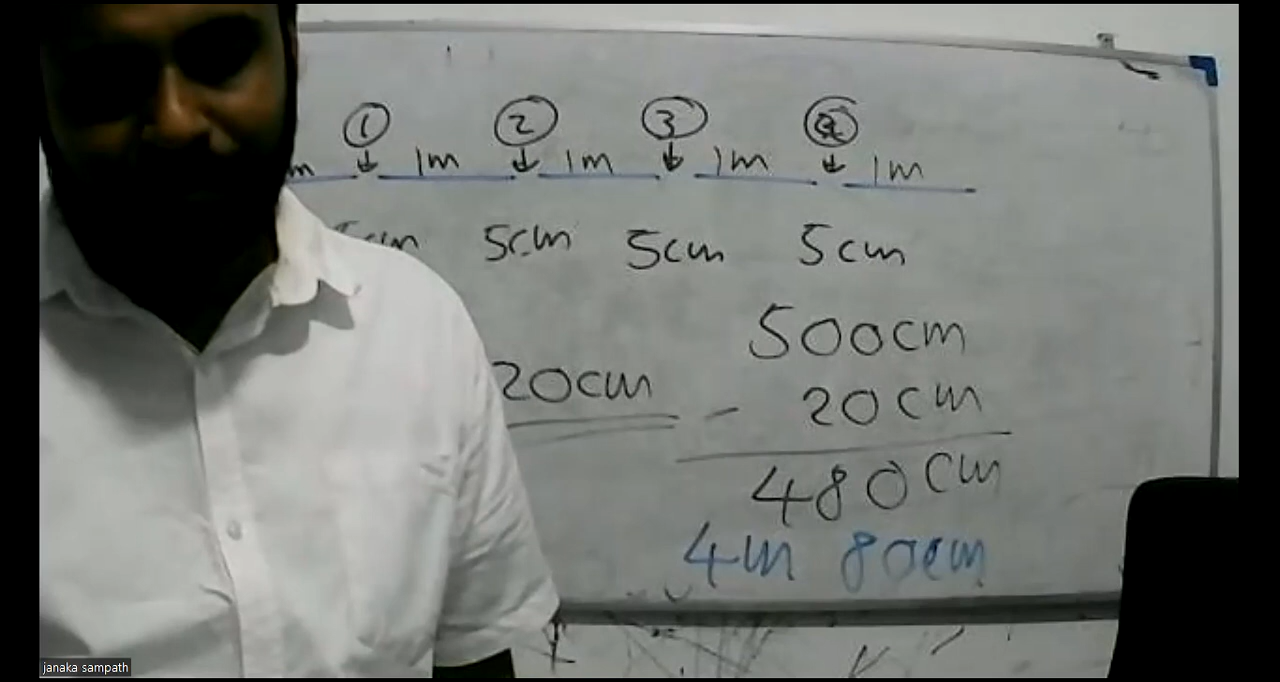 ① ② ③ ④
m 1m 1m 1m 1m
5cm 5cm 5cm 5cm
500cm
20cm - 20cm
480cm
4m 80cm
janaka sampath